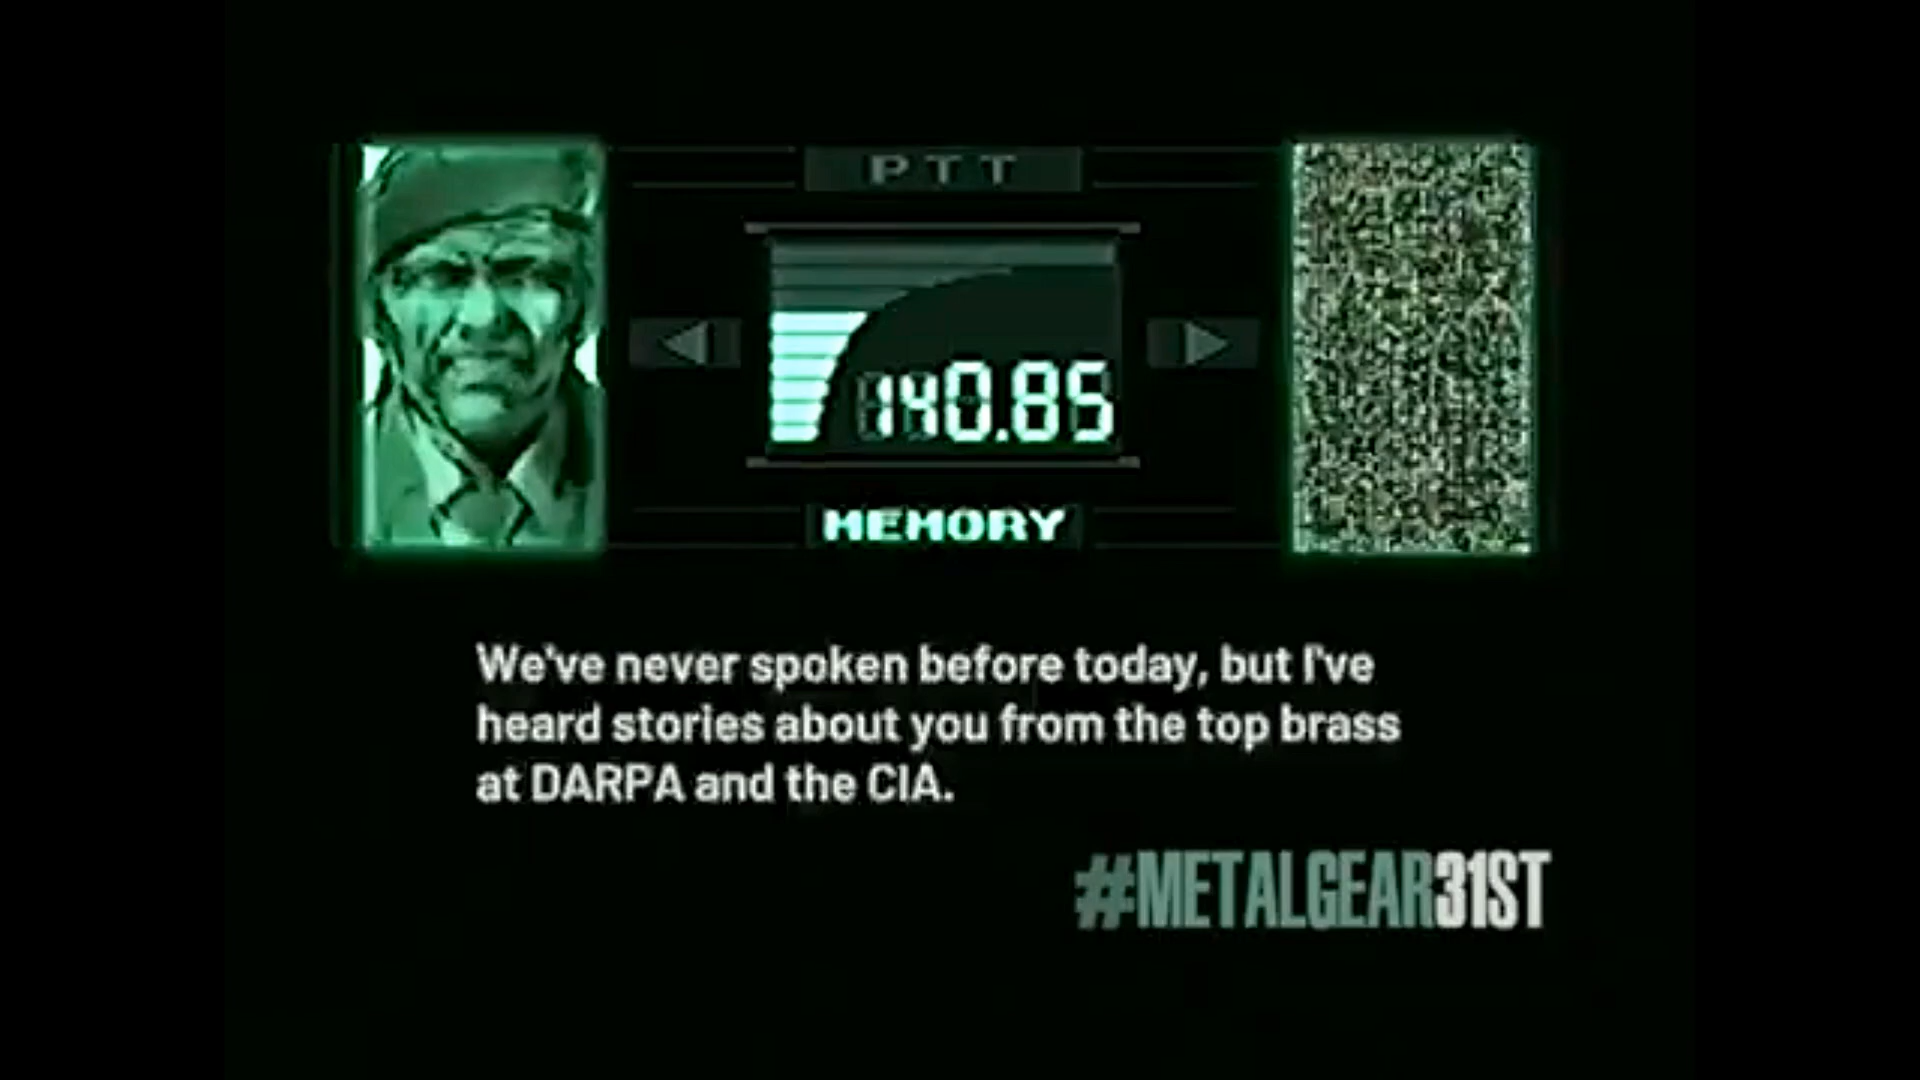 PTT
140.85
MEMORY
We've never spoken before today, but I've
heard stories about you from the top brass
at DARPA and the CIA.
#METALGEAR31ST